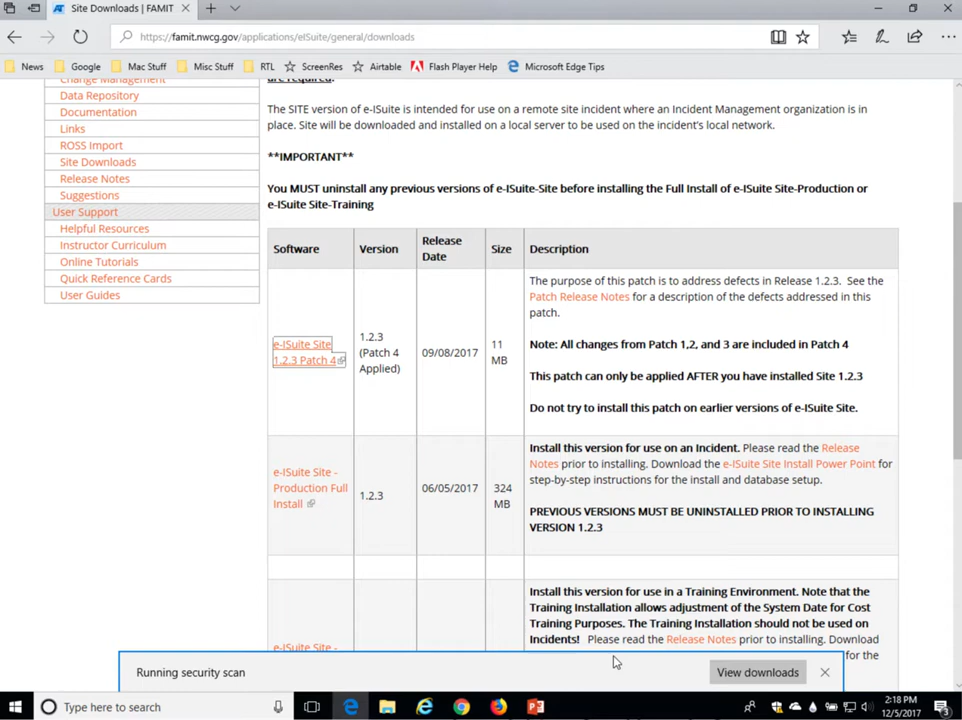 Site Downloads | FAMIT
https://famit.nwcg.gov/applications/eISuite/general/downloads
News Google Mac Stuff Misc Stuff RTL ScreenRes Airtable Flash Player Help Microsoft Edge Tips
Change Management
Data Repository
Documentation
Links
ROSS Import
Site Downloads
Release Notes
Suggestions
User Support
Helpful Resources
Instructor Curriculum
Online Tutorials
Quick Reference Cards
User Guides
are required.
The SITE version of e-ISuite is intended for use on a remote site incident where an Incident Management organization is in
place. Site will be downloaded and installed on a local server to be used on the incident's local network.
**IMPORTANT**
You MUST uninstall any previous versions of e-ISuite-Site before installing the Full Install of e-ISuite Site-Production or
e-ISuite Site-Training
Software Version Release Date Size Description
e-ISuite Site
1.2.3 Patch 4
1.2.3
(Patch 4
Applied)
09/08/2017
11
MB
The purpose of this patch is to address defects in Release 1.2.3. See the
Patch Release Notes for a description of the defects addressed in this
patch.
Note: All changes from Patch 1,2, and 3 are included in Patch 4
This patch can only be applied AFTER you have installed Site 1.2.3
Do not try to install this patch on earlier versions of e-ISuite Site.
e-ISuite Site -
Production Full
Install
1.2.3
06/05/2017
324
MB
Install this version for use on an Incident. Please read the Release
Notes prior to installing. Download the e-ISuite Site Install Power Point for
step-by-step instructions for the install and database setup.
PREVIOUS VERSIONS MUST BE UNINSTALLED PRIOR TO INSTALLING
VERSION 1.2.3
e-ISuite Site -
Install this version for use in a Training Environment. Note that the
Training Installation allows adjustment of the System Date for Cost
Training Purposes. The Training Installation should not be used on
Incidents! Please read the Release Notes prior to installing. Download
for the
Running security scan
View downloads
Type here to search
2:18 PM
12/5/2017
3